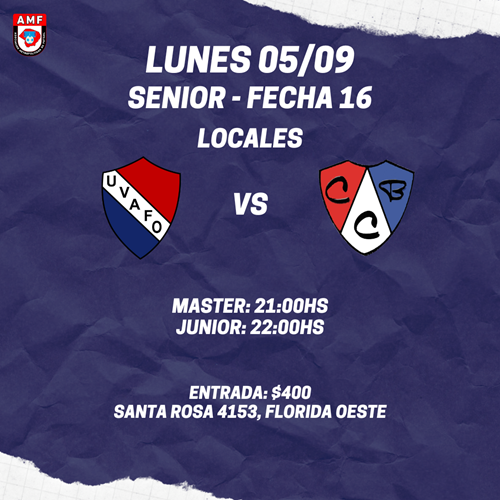 AMF
LUNES 05/09
SENIOR - FECHA 16
LOCALES
UVAFO
VS
C B
C
MASTER: 21:00HS
JUNIOR: 22:00HS
ENTRADA: $400
SANTA ROSA 4153, FLORIDA OESTE